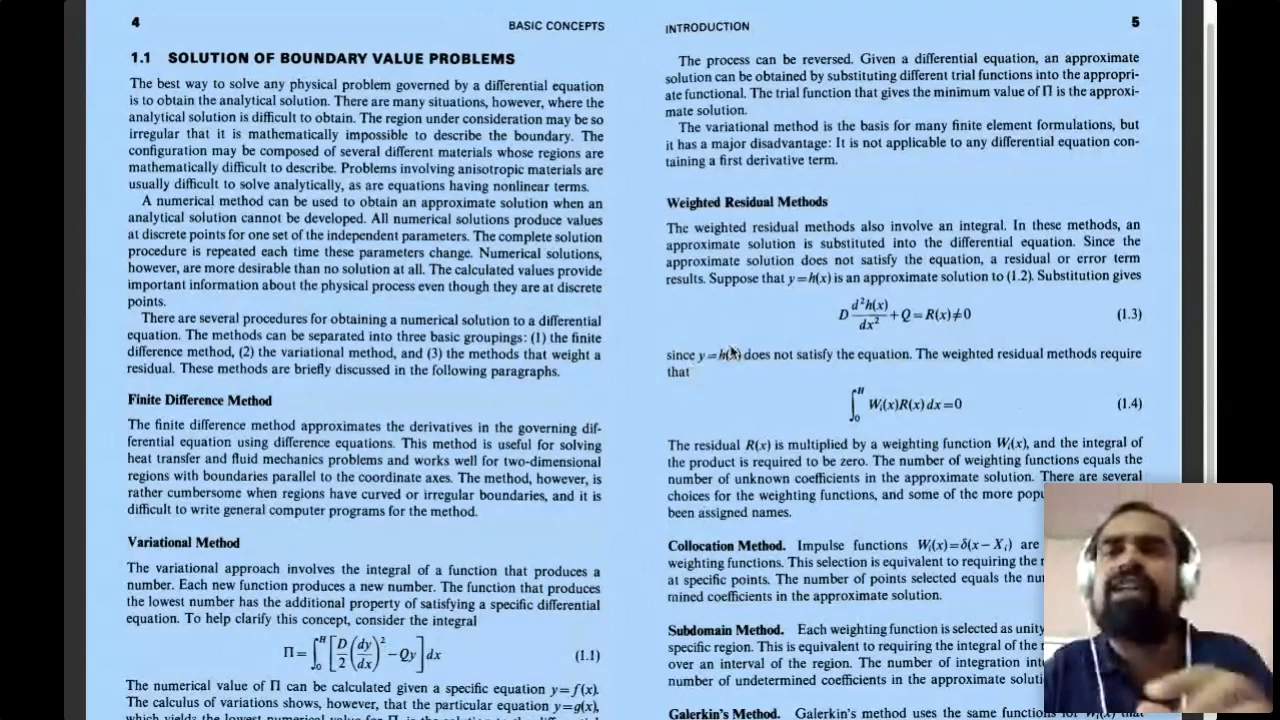 4
BASIC CONCEPTS
1.1 SOLUTION OF BOUNDARY VALUE PROBLEMS
The best way to solve any physical problem governed by a differential equation
is to obtain the analytical solution. There are many situations, however, where the
analytical solution is difficult to obtain. The region under consideration may be so
irregular that it is mathematically impossible to describe the boundary. The
configuration may be composed of several different materials whose regions are
mathematically difficult to describe. Problems involving anisotropic materials are
usually difficult to solve analytically, as are equations having nonlinear terms.
A numerical method can be used to obtain an approximate solution when an
analytical solution cannot be developed. All numerical solutions produce values
at discrete points for one set of the independent parameters. The complete solution
procedure is repeated each time these parameters change. Numerical solutions,
however, are more desirable than no solution at all. The calculated values provide
important information about the physical process even though they are at discrete
points.
There are several procedures for obtaining a numerical solution to a differential
equation. The methods can be separated into three basic groupings: (1) the finite
difference method, (2) the variational method, and (3) the methods that weight a
residual. These methods are briefly discussed in the following paragraphs.
Finite Difference Method
The finite difference method approximates the derivatives in the governing dif-
ferential equation using difference equations. This method is useful for solving
heat transfer and fluid mechanics problems and works well for two-dimensional
regions with boundaries parallel to the coordinate axes. The method, however, is
rather cumbersome when regions have curved or irregular boundaries, and it is
difficult to write general computer programs for the method.
Variational Method
The variational approach involves the integral of a function that produces a
number. Each new function produces a new number. The function that produces
the lowest number has the additional property of satisfying a specific differential
equation. To help clarify this concept, consider the integral
Π = ∫₀ᴴ [D/2 (dy/dx)² − Qy] dx (1.1)
The numerical value of Π can be calculated given a specific equation y=f(x).
The calculus of variations shows, however, that the particular equation y=g(x),
which yields the lowest numerical value for Π, is the solution to the
INTRODUCTION
5
The process can be reversed. Given a differential equation, an approximate
solution can be obtained by substituting different trial functions into the appropri-
ate functional. The trial function that gives the minimum value of Π is the approxi-
mate solution.
The variational method is the basis for many finite element formulations, but
it has a major disadvantage: It is not applicable to any differential equation con-
taining a first derivative term.
Weighted Residual Methods
The weighted residual methods also involve an integral. In these methods, an
approximate solution is substituted into the differential equation. Since the
approximate solution does not satisfy the equation, a residual or error term
results. Suppose that y=h(x) is an approximate solution to (1.2). Substitution gives
D d²h(x)/dx² + Q = R(x) ≠ 0 (1.3)
since y=h(x) does not satisfy the equation. The weighted residual methods require
that
∫₀ᴴ Wᵢ(x)R(x) dx = 0 (1.4)
The residual R(x) is multiplied by a weighting function Wᵢ(x), and the integral of
the product is required to be zero. The number of weighting functions equals the
number of unknown coefficients in the approximate solution. There are several
choices for the weighting functions, and some of the more pop
been assigned names.
Collocation Method. Impulse functions Wᵢ(x)=δ(x−Xᵢ) are
weighting functions. This selection is equivalent to requiring the
at specific points. The number of points selected equals the nu
mined coefficients in the approximate solution.
Subdomain Method. Each weighting function is selected as unity
specific region. This is equivalent to requiring the integral of the
over an interval of the region. The number of integration int
number of undetermined coefficients in the approximate soluti
Galerkin's Method. Galerkin's method uses the same functions for Wᵢ(x) that